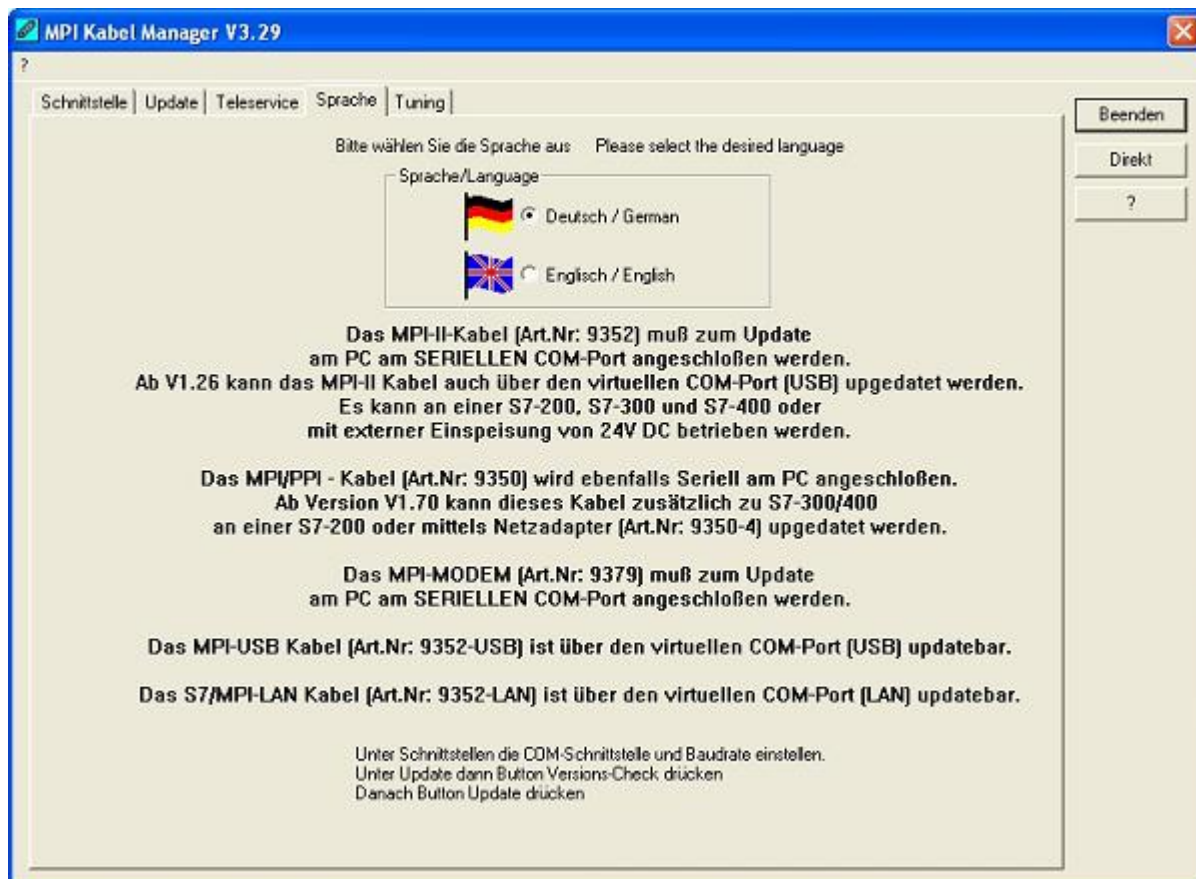 MPI Kabel Manager V3.29
?
Schnittstelle Update Teleservice Sprache Tuning
Beenden
Direkt
?
Bitte wählen Sie die Sprache aus Please select the desired language
Sprache/Language
Deutsch / German
Englisch / English
Das MPI-II-Kabel (Art.Nr: 9352) muß zum Update
am PC am SERIELLEN COM-Port angeschloßen werden.
Ab V1.26 kann das MPI-II Kabel auch über den virtuellen COM-Port (USB) upgedatet werden.
Es kann an einer S7-200, S7-300 und S7-400 oder
mit externer Einspeisung von 24V DC betrieben werden.
Das MPI/PPI - Kabel (Art.Nr: 9350) wird ebenfalls Seriell am PC angeschloßen.
Ab Version V1.70 kann dieses Kabel zusätzlich zu S7-300/400
an einer S7-200 oder mittels Netzadapter (Art.Nr: 9350-4) upgedatet werden.
Das MPI-MODEM (Art.Nr: 9379) muß zum Update
am PC am SERIELLEN COM-Port angeschloßen werden.
Das MPI-USB Kabel (Art.Nr: 9352-USB) ist über den virtuellen COM-Port (USB) updatebar.
Das S7/MPI-LAN Kabel (Art.Nr: 9352-LAN) ist über den virtuellen COM-Port (LAN) updatebar.
Unter Schnittstellen die COM-Schnittstelle und Baudrate einstellen.
Unter Update dann Button Versions-Check drücken
Danach Button Update drücken